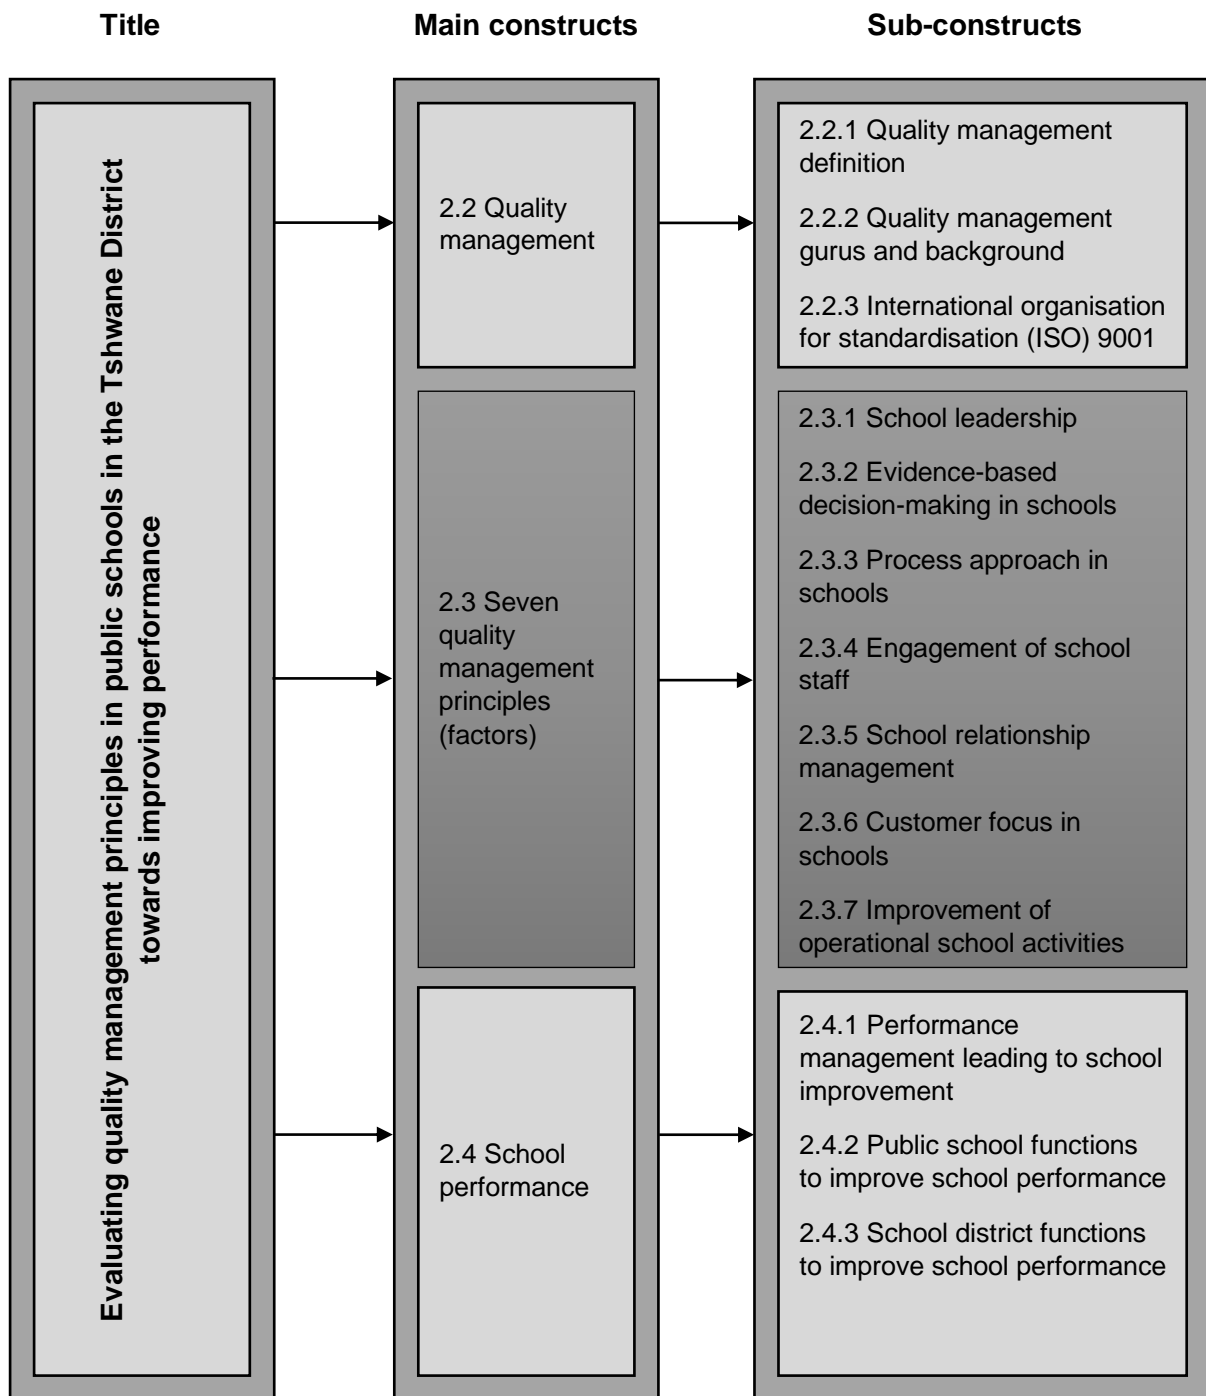 Title
Main constructs
Sub-constructs
Evaluating quality management principles in public schools in the Tshwane District
towards improving performance
2.2 Quality
management
2.2.1 Quality management
definition
2.2.2 Quality management
gurus and background
2.2.3 International organisation
for standardisation (ISO) 9001
2.3 Seven
quality
management
principles
(factors)
2.3.1 School leadership
2.3.2 Evidence-based
decision-making in schools
2.3.3 Process approach in
schools
2.3.4 Engagement of school
staff
2.3.5 School relationship
management
2.3.6 Customer focus in
schools
2.3.7 Improvement of
operational school activities
2.4 School
performance
2.4.1 Performance
management leading to school
improvement
2.4.2 Public school functions
to improve school performance
2.4.3 School district functions
to improve school performance